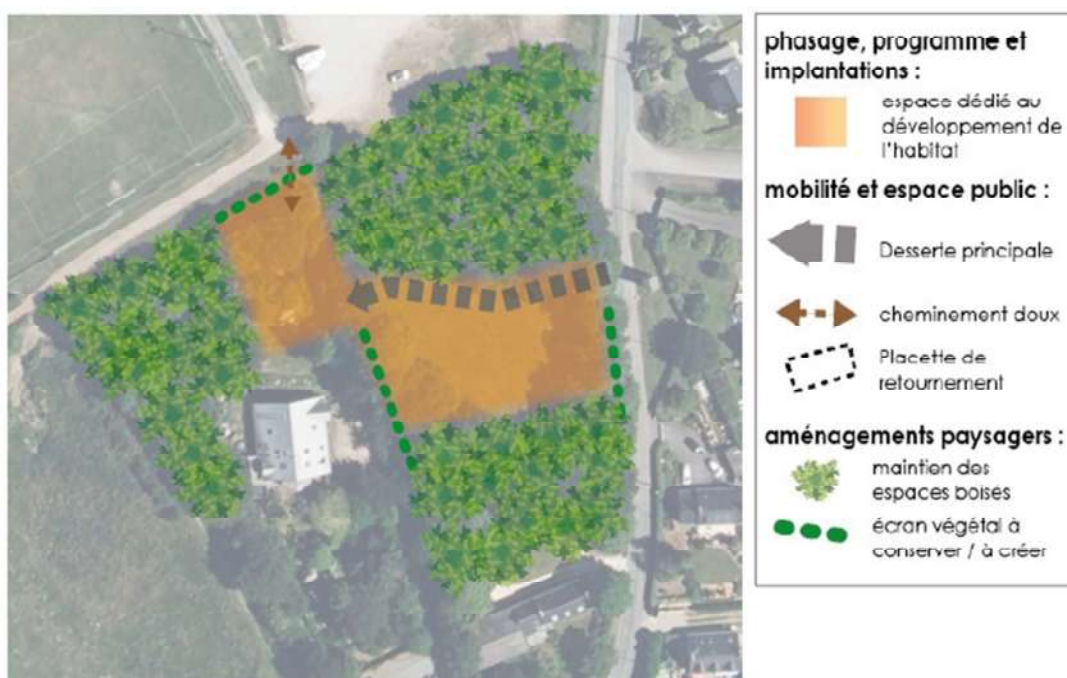 phasage, programme et
implantations :
espace dédié au
développement de
l'habitat
mobilité et espace public :
Desserte principale
cheminement doux
Placette de
retournement
aménagements paysagers :
maintien des
espaces boisés
écran végétal à
conserver / à créer